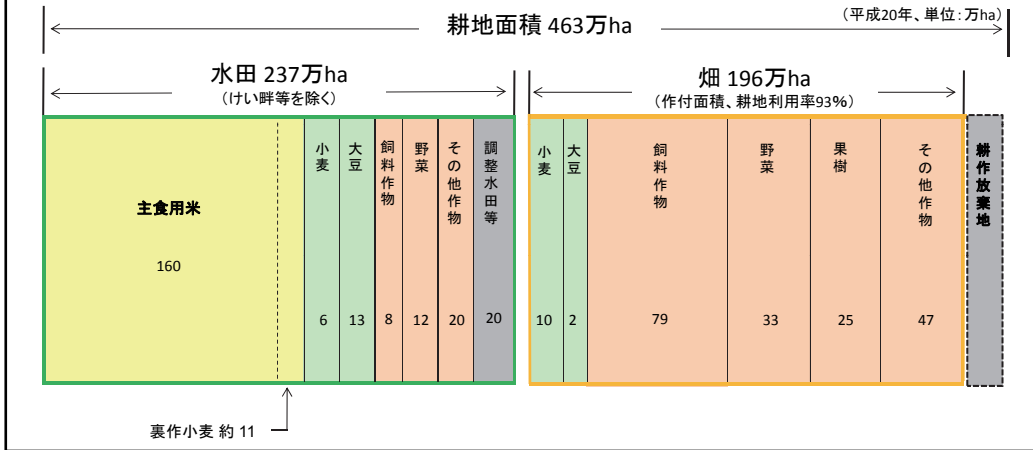 (平成20年、単位：万ha)
耕地面積 463万ha
水田 237万ha
(けい畔等を除く)
畑 196万ha
(作付面積、耕地利用率93%)
主食用米
160
小麦
6
大豆
13
飼料作物
8
野菜
12
その他作物
20
調整水田等
20
小麦
10
大豆
2
飼料作物
79
野菜
33
果樹
25
その他作物
47
耕作放棄地
裏作小麦 約 11